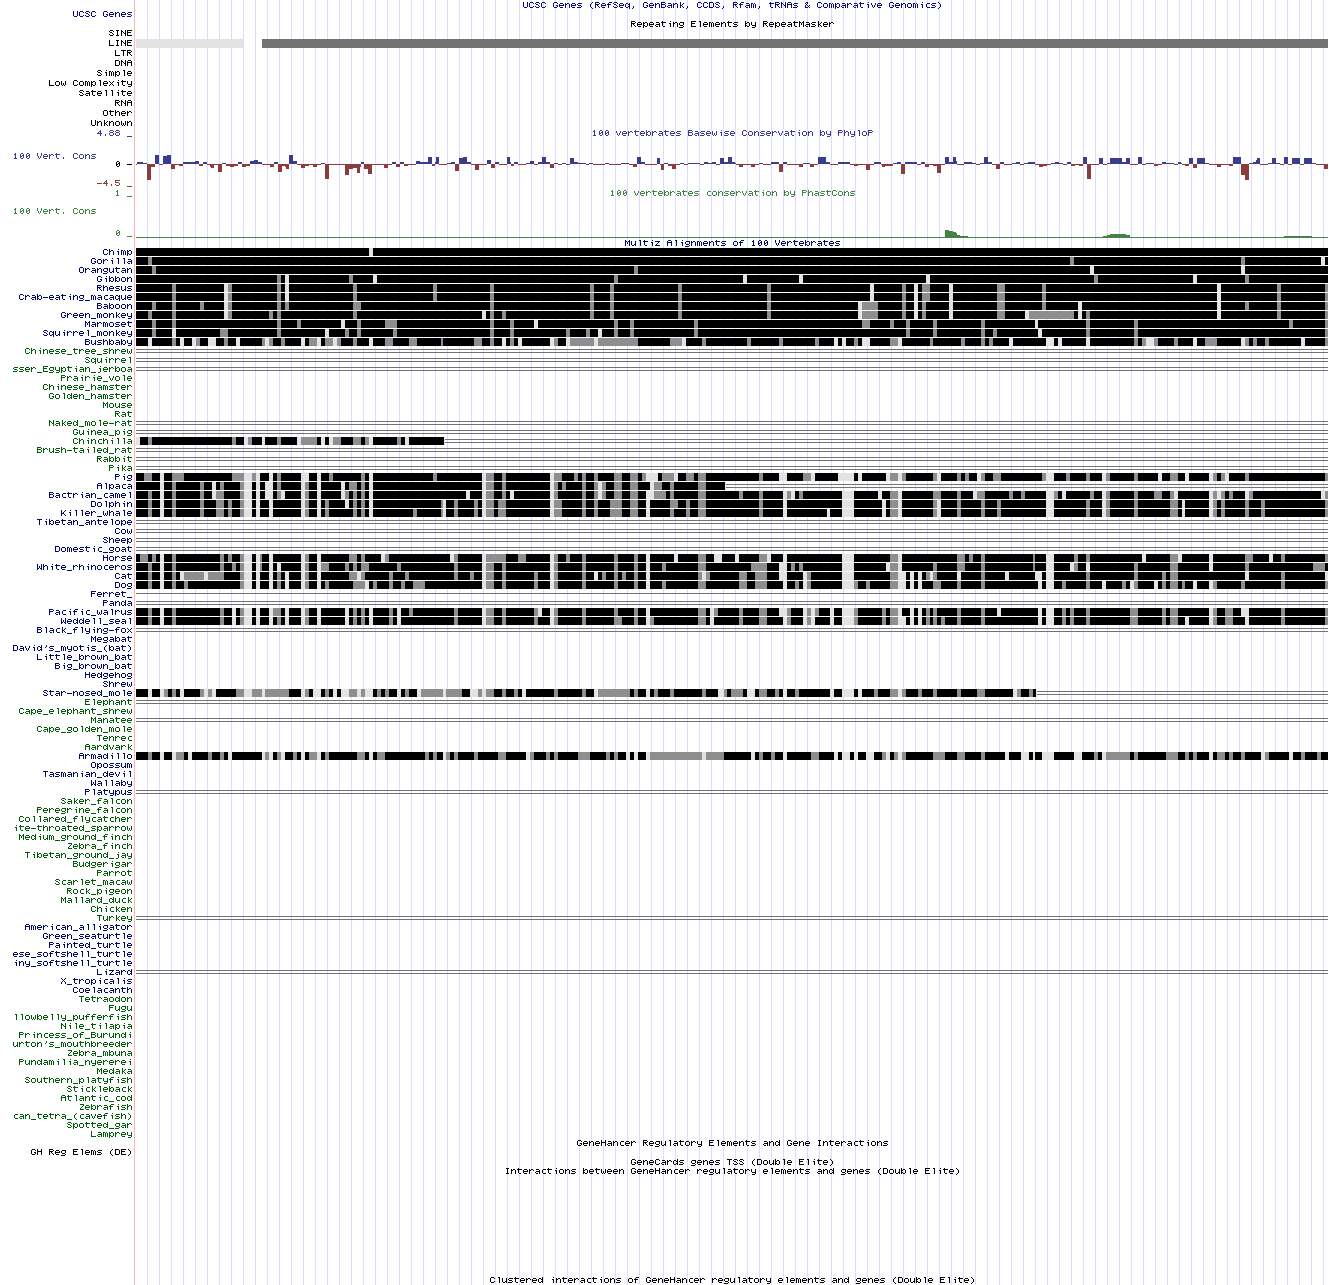 UCSC Genes (RefSeq, GenBank, CCDS, Rfam, tRNAs & Comparative Genomics)
UCSC Genes
Repeating Elements by RepeatMasker
SINE
LINE
LTR
DNA
Simple
Low Complexity
Satellite
RNA
Other
Unknown
4.88 _
100 vertebrates Basewise Conservation by PhyloP
100 Vert. Cons
0 _
-4.5 _
1 _
100 vertebrates conservation by PhastCons
100 Vert. Cons
0 _
Multiz Alignments of 100 Vertebrates
Chimp
Gorilla
Orangutan
Gibbon
Rhesus
Crab-eating_macaque
Baboon
Green_monkey
Marmoset
Squirrel_monkey
Bushbaby
Chinese_tree_shrew
Squirrel
sser_Egyptian_jerboa
Prairie_vole
Chinese_hamster
Golden_hamster
Mouse
Rat
Naked_mole-rat
Guinea_pig
Chinchilla
Brush-tailed_rat
Rabbit
Pika
Pig
Alpaca
Bactrian_camel
Dolphin
Killer_whale
Tibetan_antelope
Cow
Sheep
Domestic_goat
Horse
White_rhinoceros
Cat
Dog
Ferret_
Panda
Pacific_walrus
Weddell_seal
Black_flying-fox
Megabat
David's_myotis_(bat)
Little_brown_bat
Big_brown_bat
Hedgehog
Shrew
Star-nosed_mole
Elephant
Cape_elephant_shrew
Manatee
Cape_golden_mole
Tenrec
Aardvark
Armadillo
Opossum
Tasmanian_devil
Wallaby
Platypus
Saker_falcon
Peregrine_falcon
Collared_flycatcher
ite-throated_sparrow
Medium_ground_finch
Zebra_finch
Tibetan_ground_jay
Budgerigar
Parrot
Scarlet_macaw
Rock_pigeon
Mallard_duck
Chicken
Turkey
American_alligator
Green_seaturtle
Painted_turtle
ese_softshell_turtle
iny_softshell_turtle
Lizard
X_tropicalis
Coelacanth
Tetraodon
Fugu
llowbelly_pufferfish
Nile_tilapia
Princess_of_Burundi
urton's_mouthbreeder
Zebra_mbuna
Pundamilia_nyererei
Medaka
Southern_platyfish
Stickleback
Atlantic_cod
Zebrafish
can_tetra_(cavefish)
Spotted_gar
Lamprey
GeneHancer Regulatory Elements and Gene Interactions
GH Reg Elems (DE)
GeneCards genes TSS (Double Elite)
Interactions between GeneHancer regulatory elements and genes (Double Elite)
Clustered interactions of GeneHancer regulatory elements and genes (Double Elite)